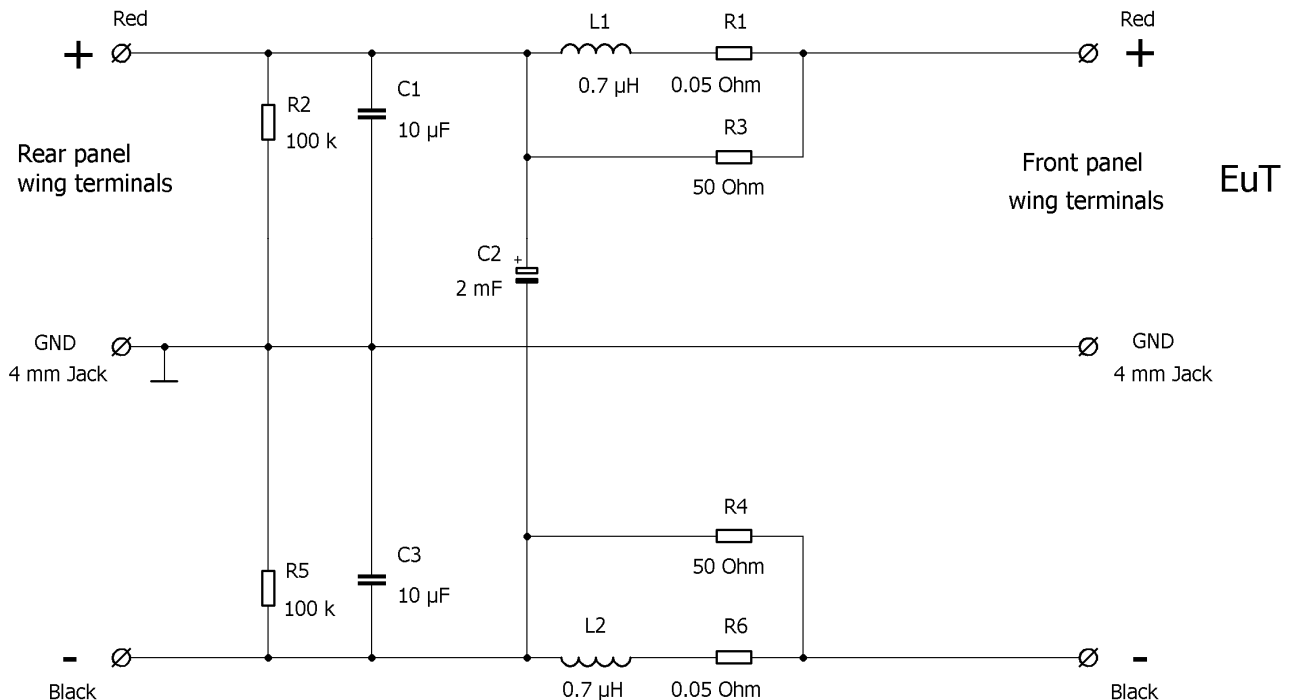 Red
L1
R1
Red
+
+
0.7 µH
0.05 Ohm
R2
100 k
C1
10 µF
R3
50 Ohm
Rear panel
wing terminals
Front panel
wing terminals
EuT
C2
+
2 mF
GND
4 mm Jack
GND
4 mm Jack
R4
50 Ohm
R5
100 k
C3
10 µF
L2
R6
-
-
0.7 µH
0.05 Ohm
Black
Black